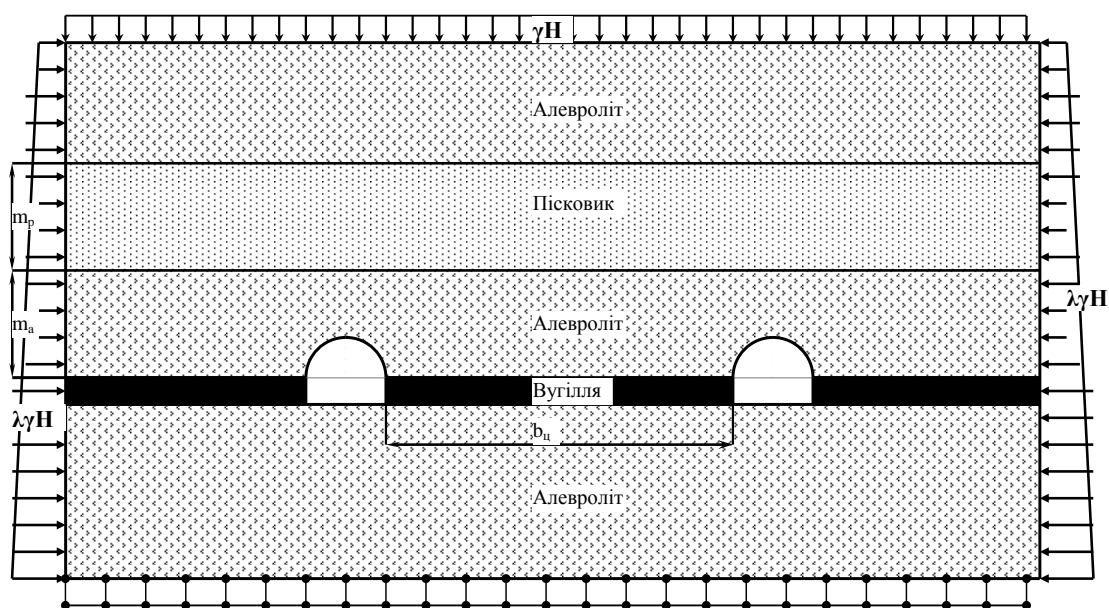 γH
Алевроліт
Пісковик
mр
λγH
mа
Алевроліт
Вугілля
λγH
bц
Алевроліт